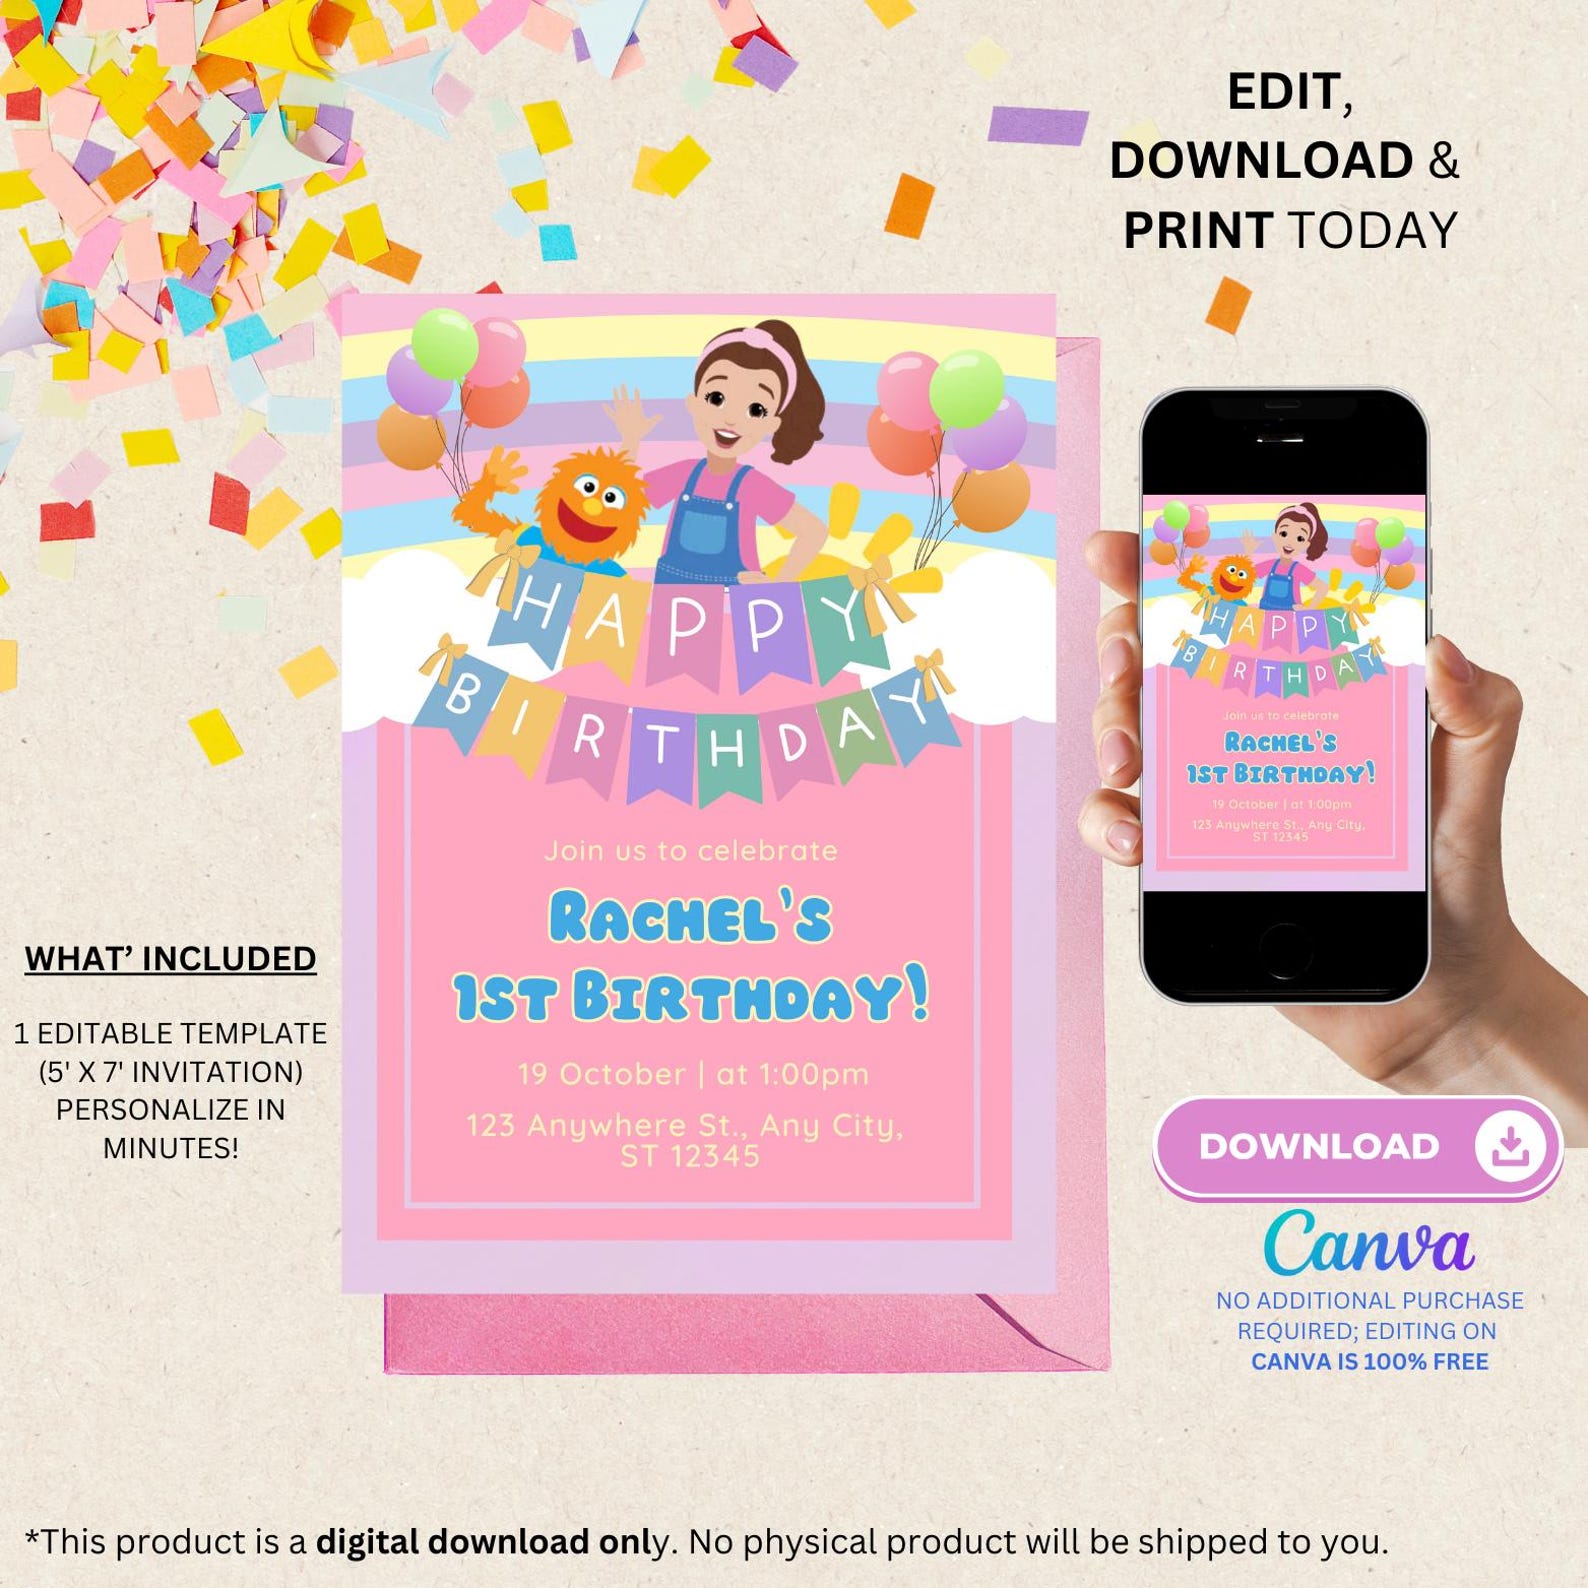 EDIT,
DOWNLOAD &
PRINT TODAY
HAPPY
BIRTHDAY
Join us to celebrate
Rachel's
1st Birthday!
19 October | at 1:00pm
123 Anywhere St., Any City,
ST 12345
HAPPY
BIRTHDAY
Join us to celebrate
Rachel's
1st Birthday!
19 October | at 1:00pm
123 Anywhere St., Any City,
ST 12345
WHAT' INCLUDED
1 EDITABLE TEMPLATE
(5' X 7' INVITATION)
PERSONALIZE IN
MINUTES!
DOWNLOAD
Canva
NO ADDITIONAL PURCHASE
REQUIRED; EDITING ON
CANVA IS 100% FREE
*This product is a digital download only. No physical product will be shipped to you.